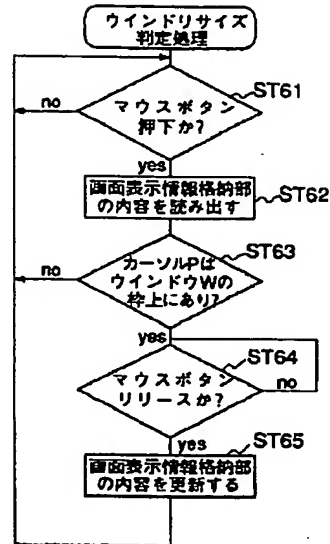 ウインドリサイズ
判定処理
ST61
マウスボタン
押下か?
no
yes
画面表示情報格納部
の内容を読み出す
ST62
ST63
カーソルPは
ウインドウWの
枠上にあり?
no
yes
ST64
マウスボタン
リリースか?
no
yes
ST65
画面表示情報格納部
の内容を更新する